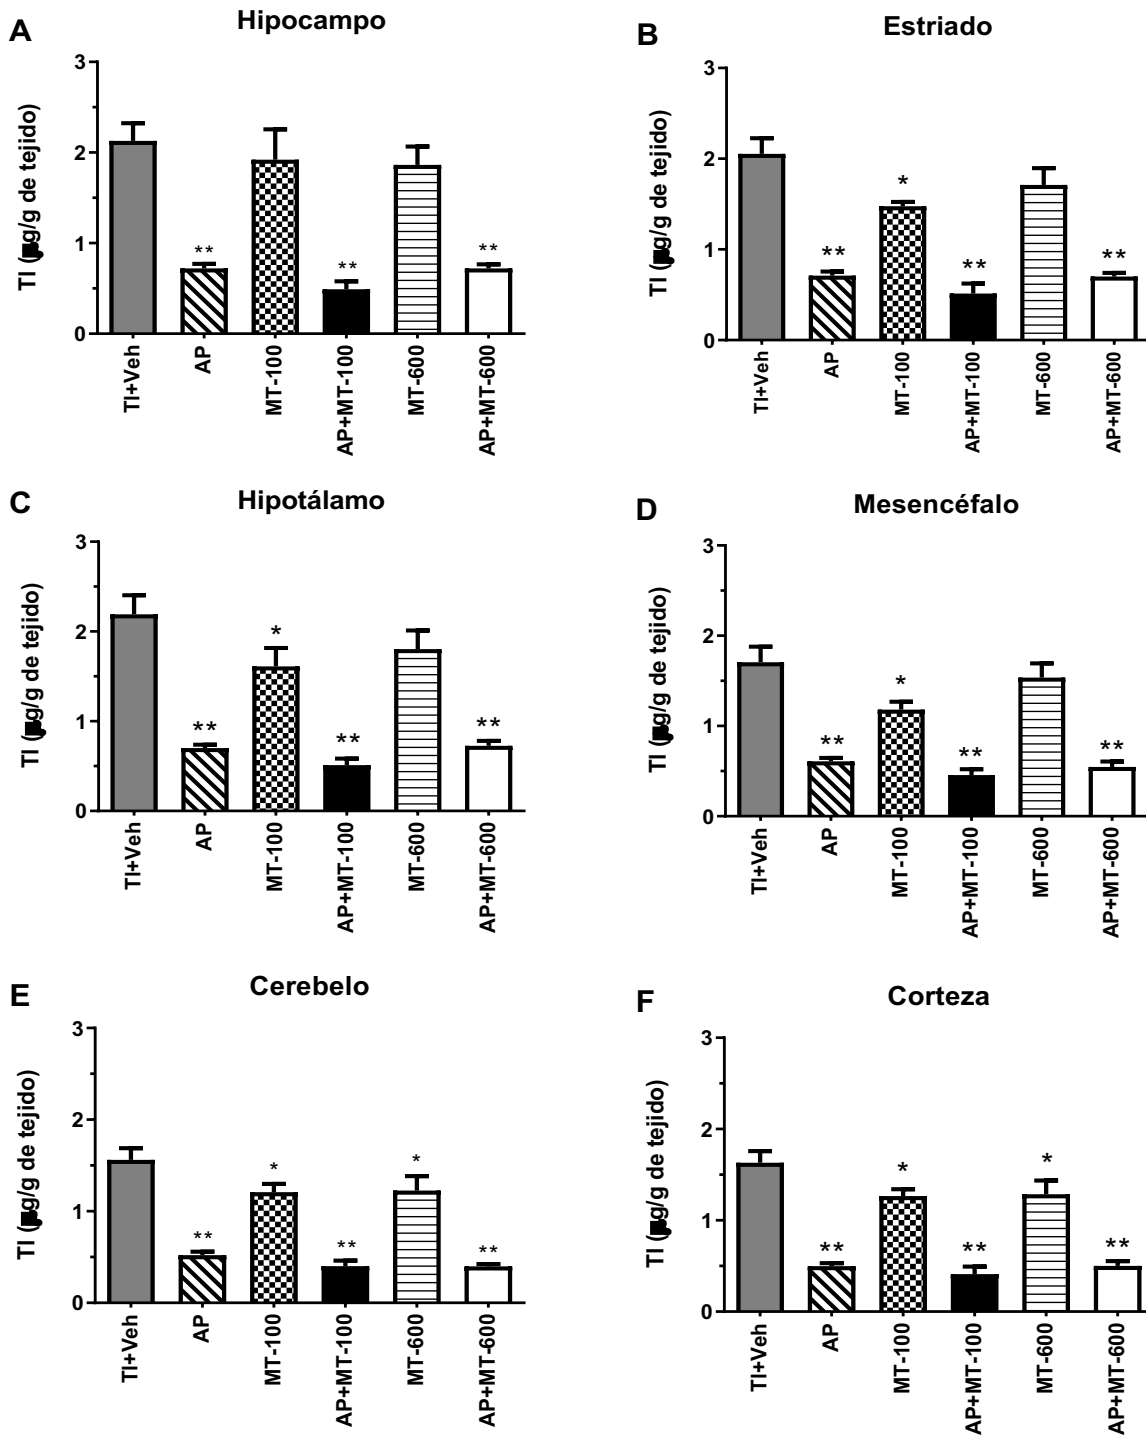 A
Hipocampo
Tl (µg/g de tejido)
3
2
1
0
**
**
**
Tl+Veh
AP
MT-100
AP+MT-100
MT-600
AP+MT-600
B
Estriado
Tl (µg/g de tejido)
3
2
1
0
**
*
**
**
Tl+Veh
AP
MT-100
AP+MT-100
MT-600
AP+MT-600
C
Hipotálamo
Tl (µg/g de tejido)
3
2
1
0
**
*
**
**
Tl+Veh
AP
MT-100
AP+MT-100
MT-600
AP+MT-600
D
Mesencéfalo
Tl (µg/g de tejido)
3
2
1
0
**
*
**
**
Tl+Veh
AP
MT-100
AP+MT-100
MT-600
AP+MT-600
E
Cerebelo
Tl (µg/g de tejido)
3
2
1
0
**
*
**
*
**
Tl+Veh
AP
MT-100
AP+MT-100
MT-600
AP+MT-600
F
Corteza
Tl (µg/g de tejido)
3
2
1
0
**
*
**
*
**
Tl+Veh
AP
MT-100
AP+MT-100
MT-600
AP+MT-600